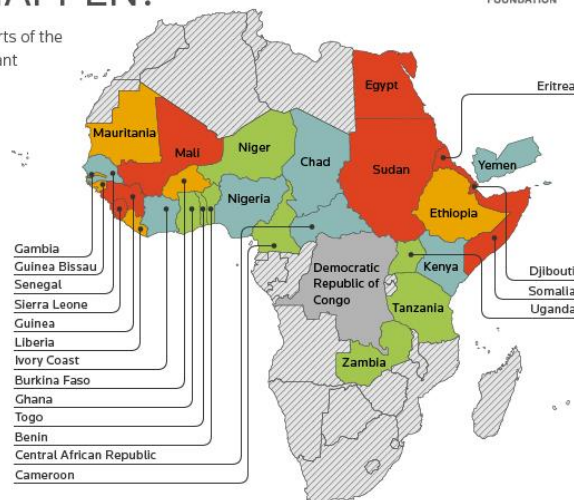 rts of the
ant
FOUNDATION
Egypt
Eritrea
Mauritania
Mali
Niger
Chad
Sudan
Yemen
Nigeria
Ethiopia
Gambia
Guinea Bissau
Senegal
Sierra Leone
Guinea
Liberia
Ivory Coast
Burkina Faso
Ghana
Togo
Benin
Central African Republic
Cameroon
Democratic
Republic of
Congo
Kenya
Tanzania
Zambia
Djibouti
Somalia
Uganda